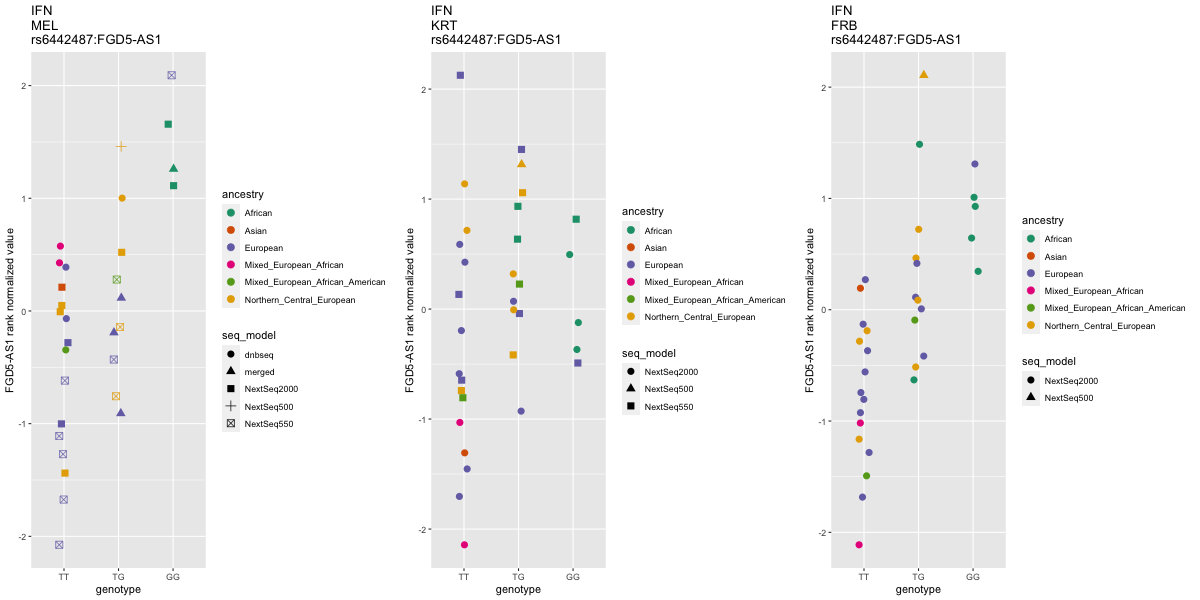 IFN
MEL
rs6442487:FGD5-AS1
FGD5-AS1 rank normalized value
2
1
0
-1
-2
TT
TG
GG
genotype
ancestry
African
Asian
European
Mixed_European_African
Mixed_European_African_American
Northern_Central_European
seq_model
dnbseq
merged
NextSeq2000
NextSeq500
NextSeq550
IFN
KRT
rs6442487:FGD5-AS1
FGD5-AS1 rank normalized value
2
1
0
-1
-2
TT
TG
GG
genotype
ancestry
African
Asian
European
Mixed_European_African
Mixed_European_African_American
Northern_Central_European
seq_model
NextSeq2000
NextSeq500
NextSeq550
IFN
FRB
rs6442487:FGD5-AS1
FGD5-AS1 rank normalized value
2
1
0
-1
-2
TT
TG
GG
genotype
ancestry
African
Asian
European
Mixed_European_African
Mixed_European_African_American
Northern_Central_European
seq_model
NextSeq2000
NextSeq500